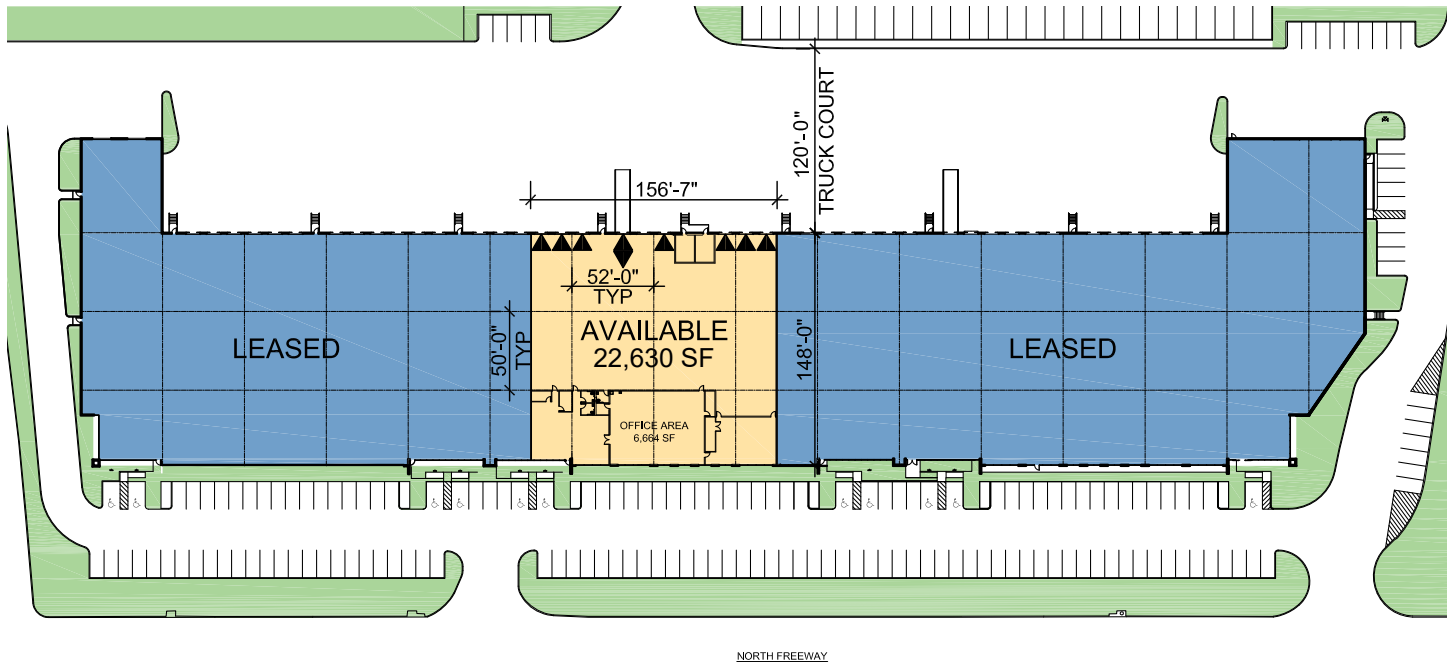 120'-0"
TRUCK COURT
156'-7"
52'-0"
TYP
50'-0"
TYP
LEASED
AVAILABLE
22,630 SF
148'-0"
LEASED
OFFICE AREA
6,664 SF
NORTH FREEWAY